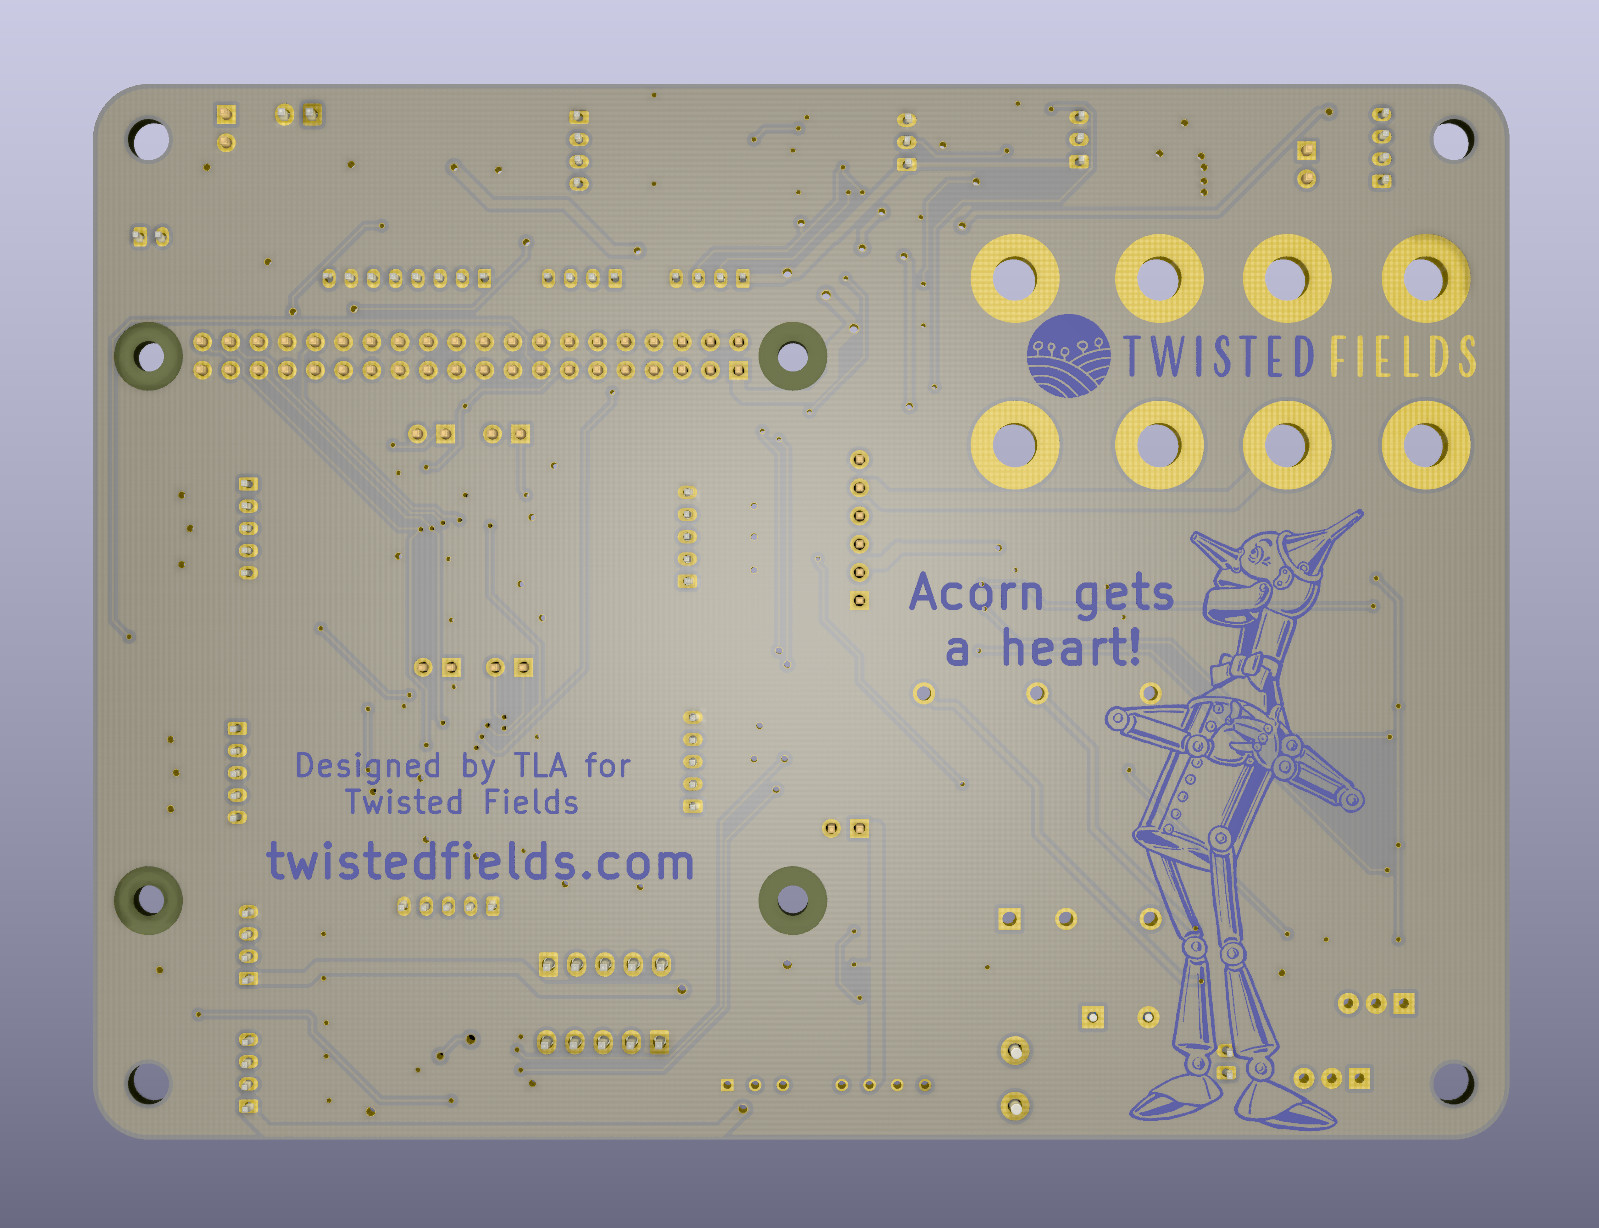 TWISTED FIELDS
Acorn gets
a heart!
Designed by TLA for
Twisted Fields
twistedfields.com